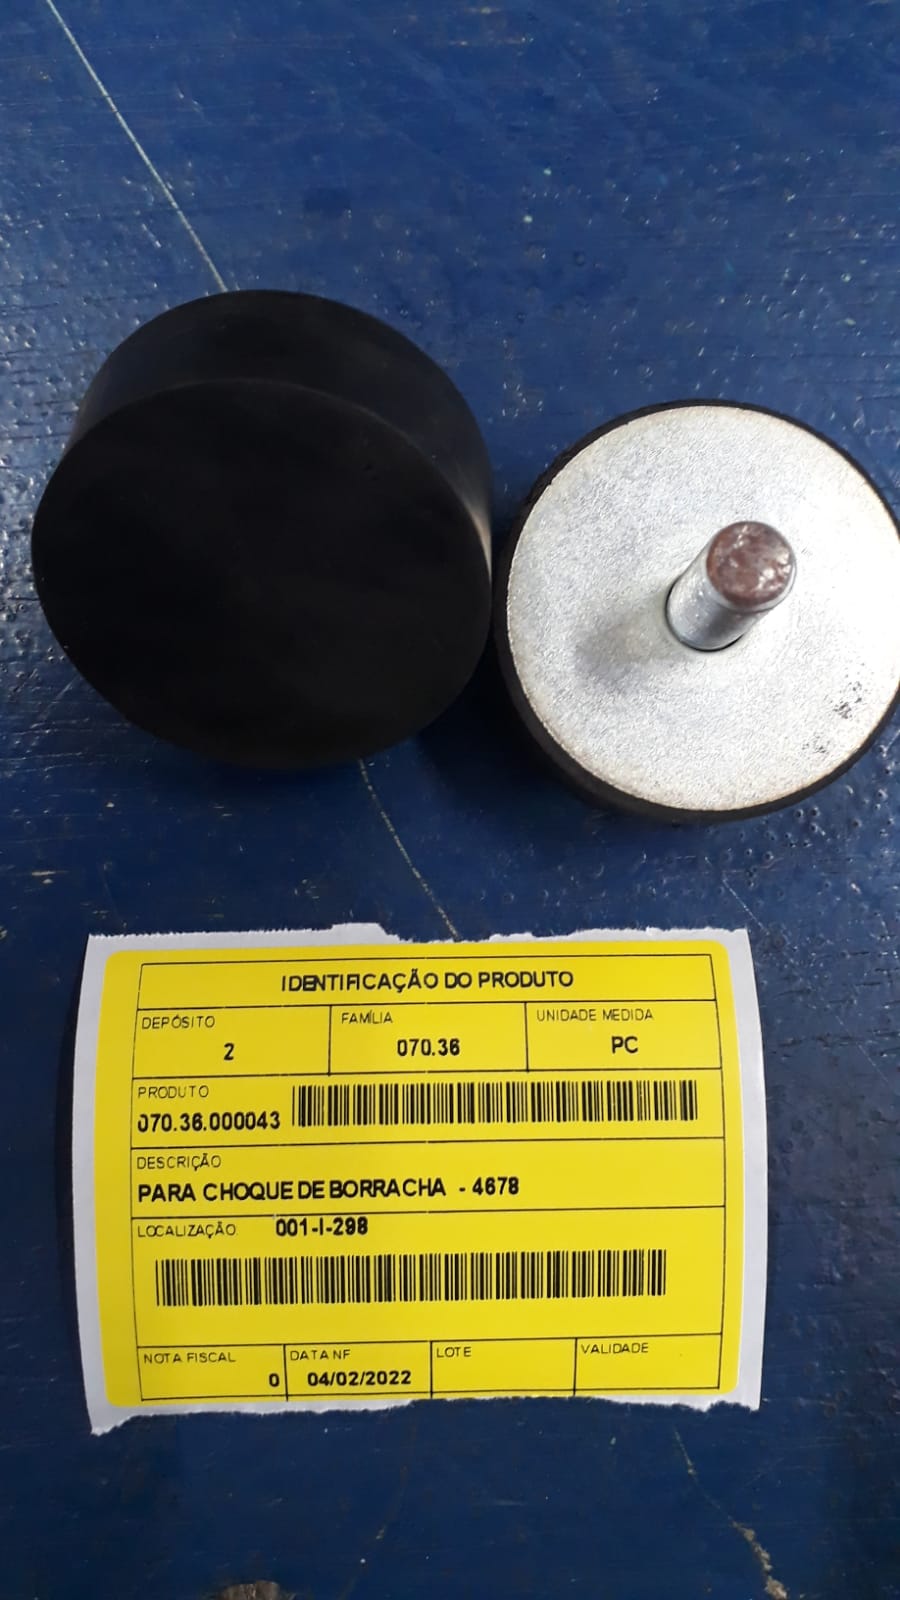 IDENTIFICAÇÃO DO PRODUTO
DEPÓSITO FAMÍLIA UNIDADE MEDIDA
2 070.36 PC
PRODUTO
070.36.000043
DESCRIÇÃO
PARA CHOQUE DE BORRACHA - 4678
LOCALIZAÇÃO 001-I-298
NOTA FISCAL DATA NF LOTE VALIDADE
0 04/02/2022